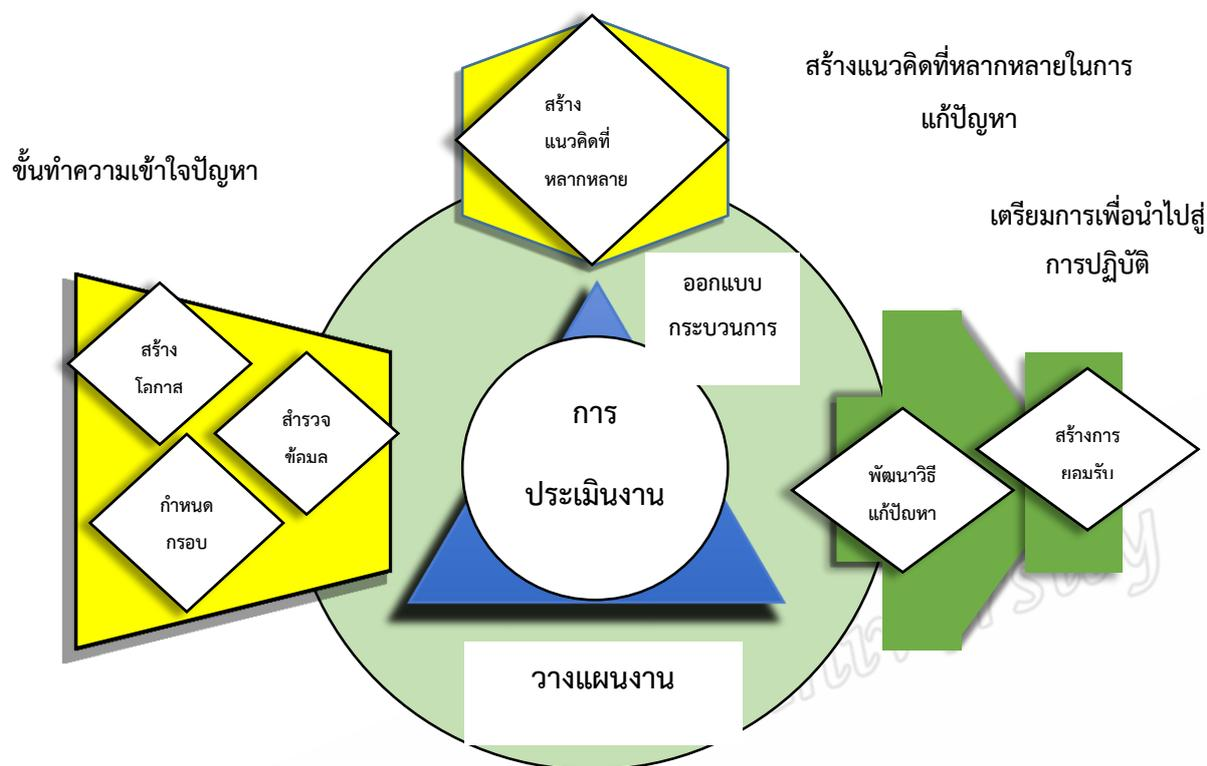 สร้างแนวคิดที่หลากหลายในการ
แก้ปัญหา
ขั้นทำความเข้าใจปัญหา
เตรียมการเพื่อนำไปสู่
การปฏิบัติ
สร้าง
แนวคิดที่
หลากหลาย
ออกแบบ
กระบวนการ
สร้าง
โอกาส
สำรวจ
ข้อมูล
กำหนด
กรอบ
การ
ประเมินงาน
พัฒนาวิธี
แก้ปัญหา
สร้างการ
ยอมรับ
วางแผนงาน